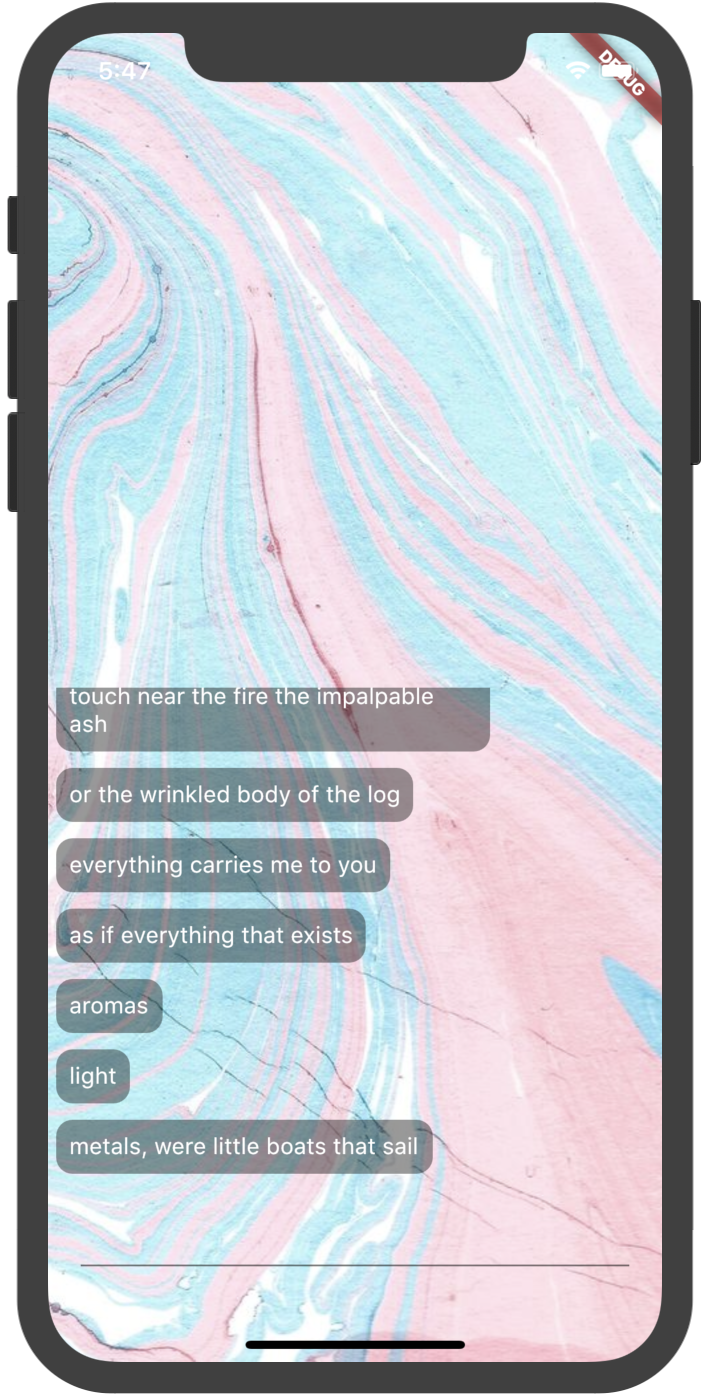 5:47
DEBUG
touch near the fire the impalpable
ash
or the wrinkled body of the log
everything carries me to you
as if everything that exists
aromas
light
metals, were little boats that sail